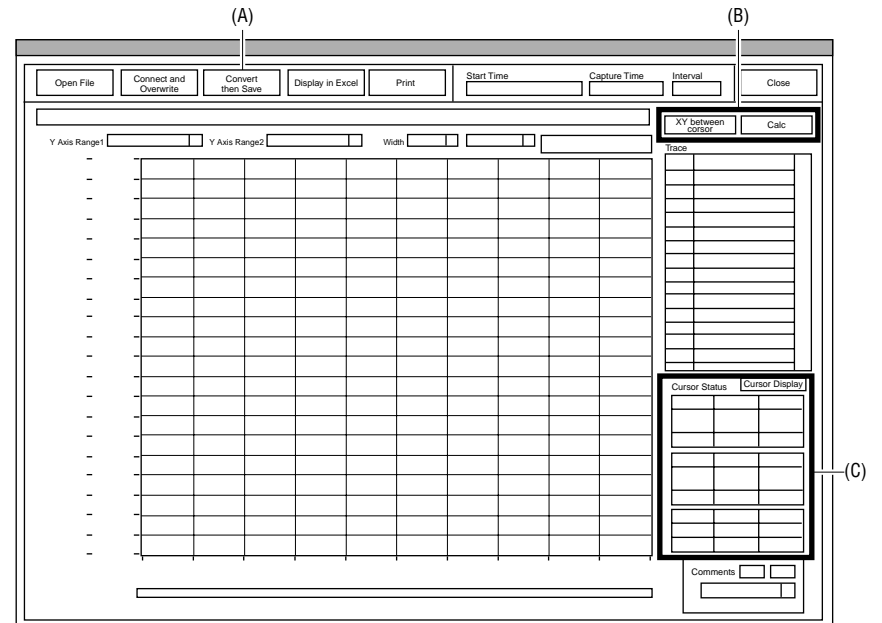 (A)
(B)
Open File
Connect and
Overwrite
Convert
then Save
Display in Excel
Print
Start Time
Capture Time
Interval
Close
XY between
corsor
Calc
Y Axis Range1
Y Axis Range2
Width
Trace
Cursor Status
Cursor Display
(C)
Comments